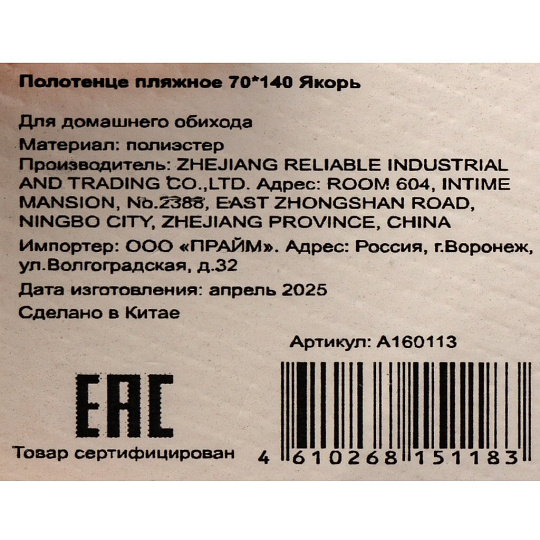 Полотенце пляжное 70*140 Якорь
Для домашнего обихода
Материал: полиэстер
Производитель: ZHEJIANG RELIABLE INDUSTRIAL
AND TRADING CO.,LTD. Адрес: ROOM 604, INTIME
MANSION, No.2388, EAST ZHONGSHAN ROAD,
NINGBO CITY, ZHEJIANG PROVINCE, CHINA
Импортер: ООО «ПРАЙМ». Адрес: Россия, г.Воронеж,
ул.Волгоградская, д.32
Дата изготовления: апрель 2025
Сделано в Китае
Артикул: А160113
EAC
Товар сертифицирован
4 610268 151183